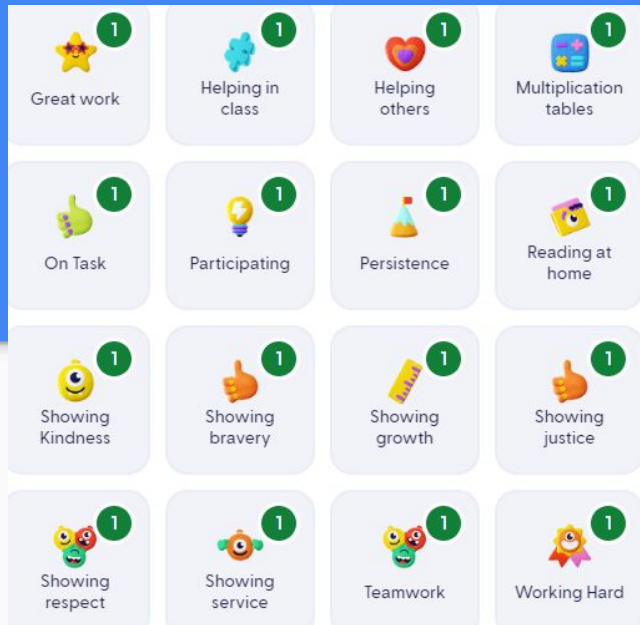 1
Great work
1
Helping in
class
1
Helping
others
1
Multiplication
tables
1
On Task
1
Participating
1
Persistence
1
Reading at
home
1
Showing
Kindness
1
Showing
bravery
1
Showing
growth
1
Showing
justice
1
Showing
respect
1
Showing
service
1
Teamwork
1
Working Hard